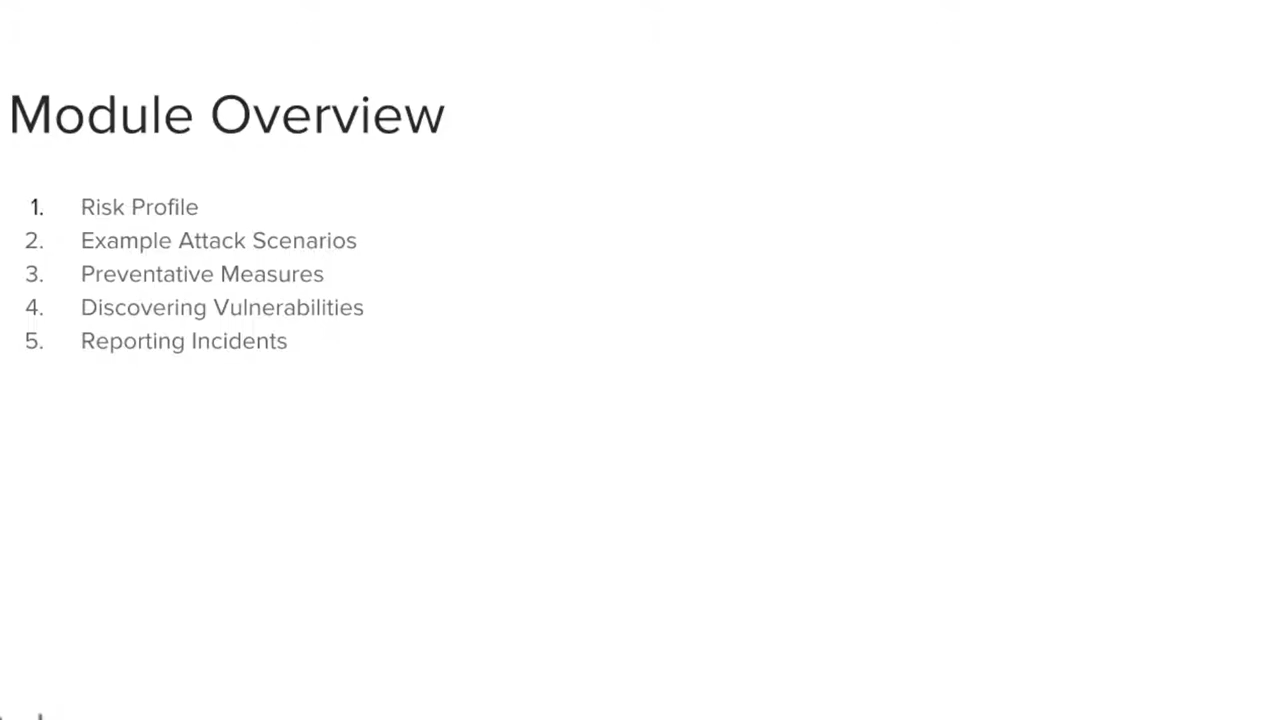 Module Overview
1. Risk Profile
2. Example Attack Scenarios
3. Preventative Measures
4. Discovering Vulnerabilities
5. Reporting Incidents